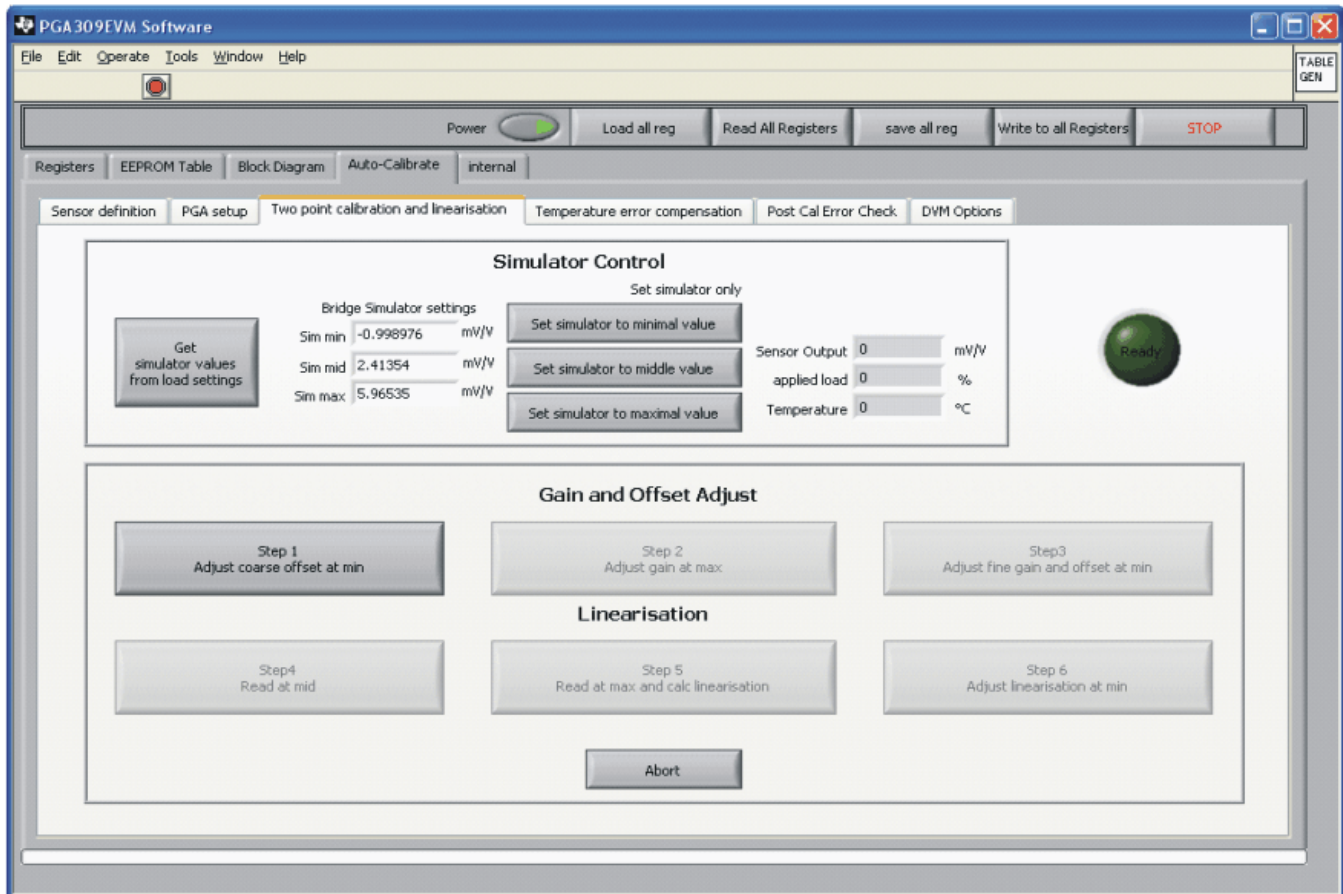 PGA309EVM Software
File Edit Operate Tools Window Help
TABLE
GEN
Power Load all reg Read All Registers save all reg Write to all Registers STOP
Registers EEPROM Table Block Diagram Auto-Calibrate internal
Sensor definition PGA setup Two point calibration and linearisation Temperature error compensation Post Cal Error Check DVM Options
Simulator Control
Set simulator only
Bridge Simulator settings
Get
simulator values
from load settings
Sim min -0.998976 mV/V
Sim mid 2.41354 mV/V
Sim max 5.96535 mV/V
Set simulator to minimal value
Set simulator to middle value
Set simulator to maximal value
Sensor Output 0 mV/V
applied load 0 %
Temperature 0 °C
Ready
Gain and Offset Adjust
Step 1
Adjust coarse offset at min
Step 2
Adjust gain at max
Step3
Adjust fine gain and offset at min
Linearisation
Step4
Read at mid
Step 5
Read at max and calc linearisation
Step 6
Adjust linearisation at min
Abort